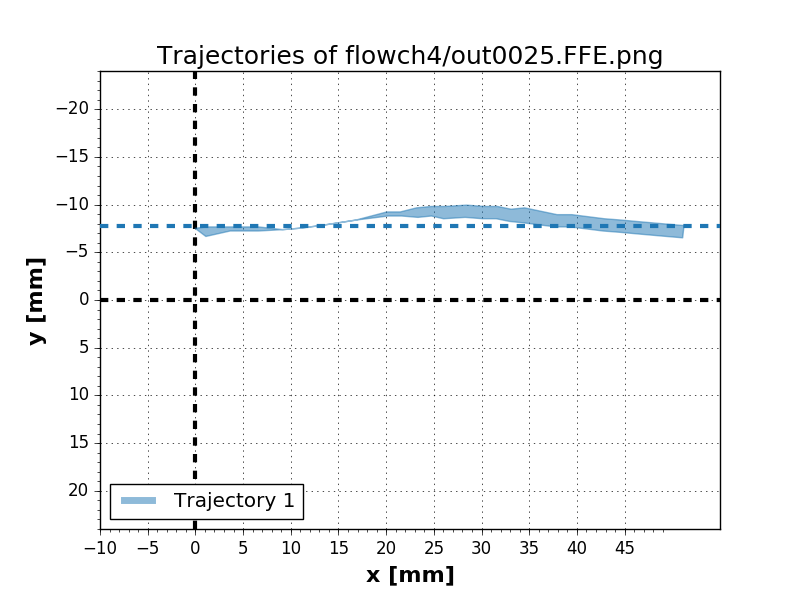 Trajectories of flowch4/out0025.FFE.png
−20
−15
−10
−5
0
5
10
15
20
y [mm]
Trajectory 1
−10 −5 0 5 10 15 20 25 30 35 40 45
x [mm]